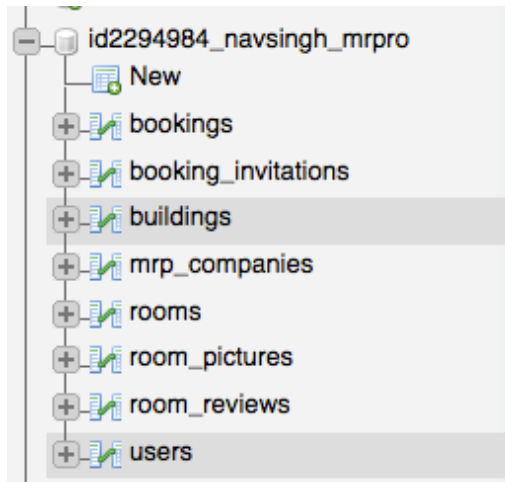 id2294984_navsingh_mrpro
New
bookings
booking_invitations
buildings
mrp_companies
rooms
room_pictures
room_reviews
users